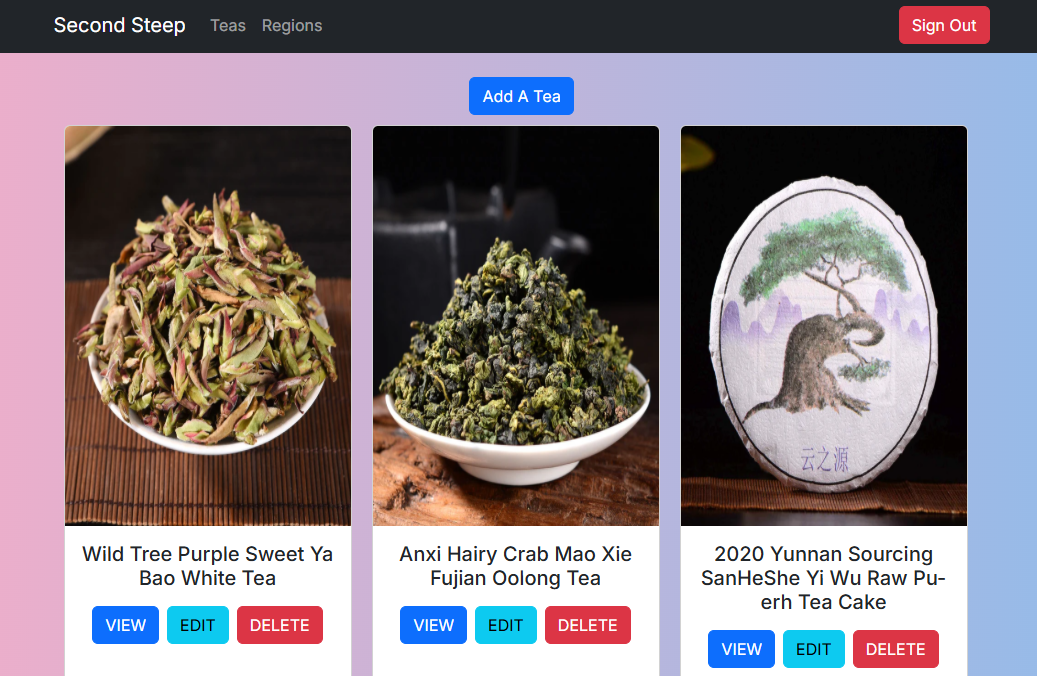 Second Steep Teas Regions Sign Out
Add A Tea
云之源
Wild Tree Purple Sweet Ya
Bao White Tea
VIEW EDIT DELETE
Anxi Hairy Crab Mao Xie
Fujian Oolong Tea
VIEW EDIT DELETE
2020 Yunnan Sourcing
SanHeShe Yi Wu Raw Pu-
erh Tea Cake
VIEW EDIT DELETE